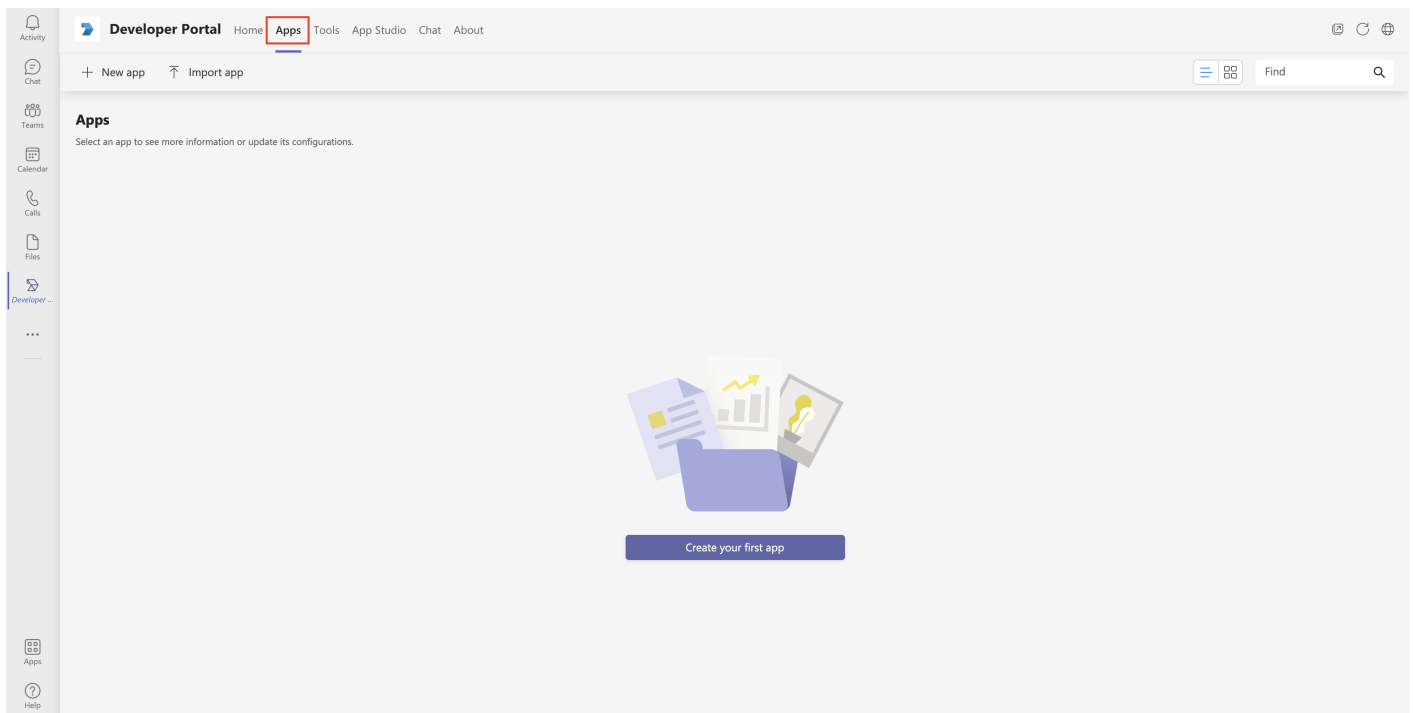 Activity
Chat
Teams
Calendar
Calls
Files
Developer ...
Apps
Help
Developer Portal Home Apps Tools App Studio Chat About
New app Import app Find
Apps
Select an app to see more information or update its configurations.
Create your first app